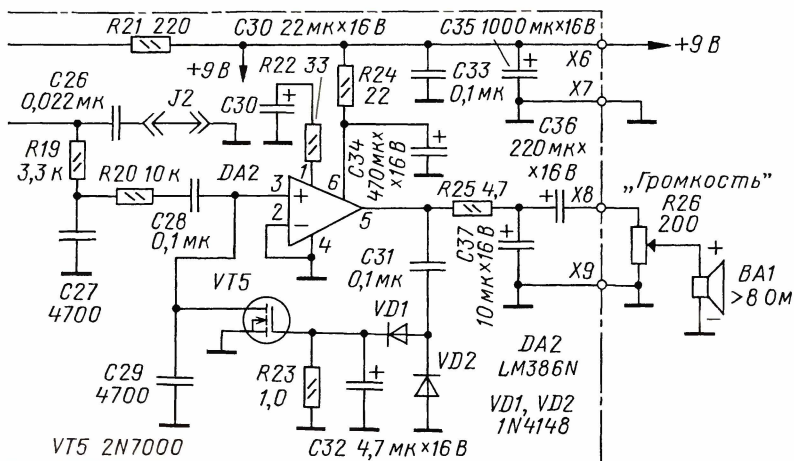 R21 220
C30 22 мк×16 В
C35 1000 мк×16 В
X6
+9 В
+9 В
R22 33
R24
22
C33
0,1 мк
X7
C26
0,022 мк
J2
C30
C34
470 мк×
×16 В
C36
220 мк×
×16 В
R19
3,3 к
R20 10 к
DA2
1
6
3
+
2
−
4
5
R25 4,7
+
X8
„Громкость"
R26
200
C28
0,1 мк
C31
0,1 мк
C37
10 мк×16 В
X9
+
BA1
>8 Ом
−
C27
4700
VT5
VD1
VD2
DA2
LM386N
C29
4700
R23
1,0
VD1, VD2
1N4148
VT5 2N7000
C32 4,7 мк×16 В